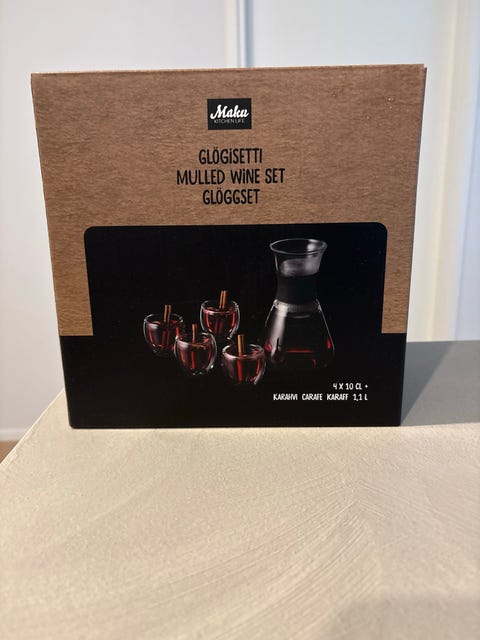 Maku
KITCHEN LIFE
GLÖGISETTI
MULLED WINE SET
GLÖGGSET
4 X 10 CL +
KARAHVI CARAFE KARAFF 1,1 L